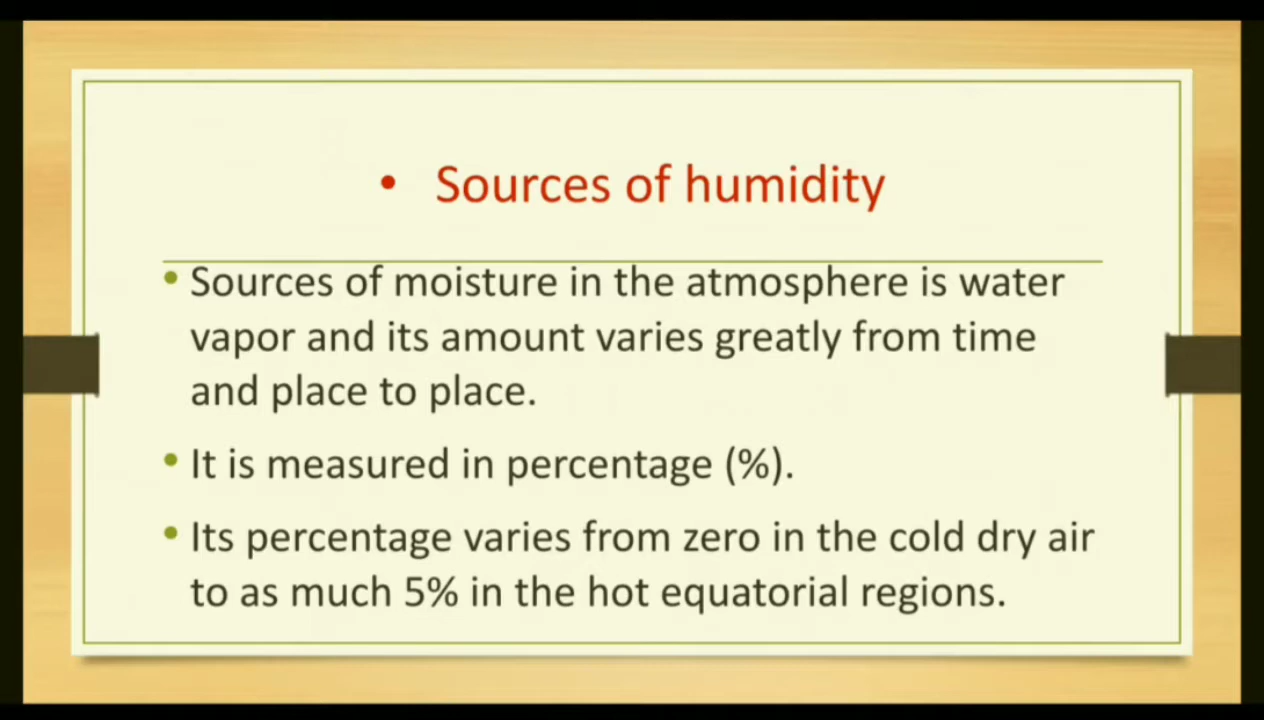 • Sources of humidity
• Sources of moisture in the atmosphere is water
vapor and its amount varies greatly from time
and place to place.
• It is measured in percentage (%).
• Its percentage varies from zero in the cold dry air
to as much 5% in the hot equatorial regions.